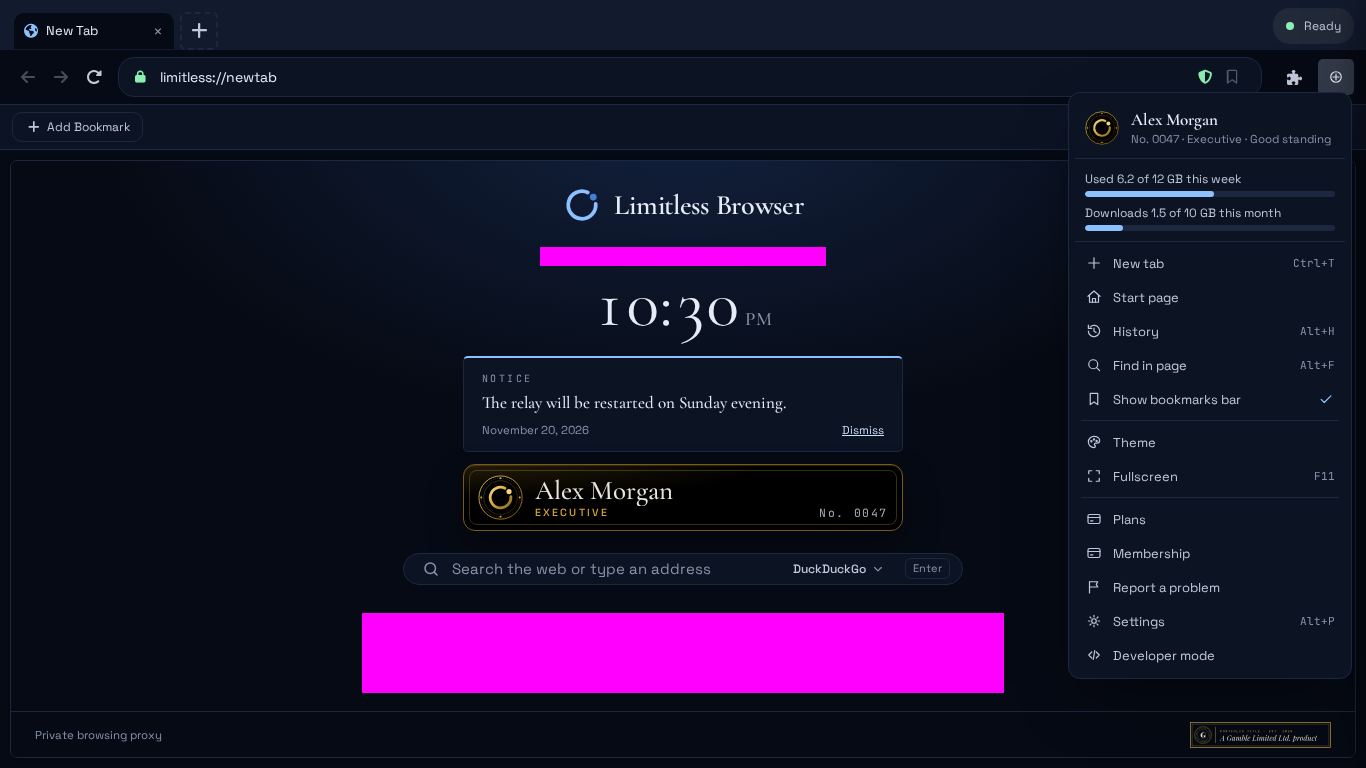 New Tab
Ready
limitless://newtab
Add Bookmark
Limitless Browser
10:30 PM
NOTICE
The relay will be restarted on Sunday evening.
November 20, 2026
Dismiss
Alex Morgan
EXECUTIVE
No. 0047
Search the web or type an address
DuckDuckGo
Enter
Private browsing proxy
G
A Gamble Limited Ltd. product
Alex Morgan
No. 0047 · Executive · Good standing
Used 6.2 of 12 GB this week
Downloads 1.5 of 10 GB this month
New tab Ctrl+T
Start page
History Alt+H
Find in page Alt+F
Show bookmarks bar
Theme
Fullscreen F11
Plans
Membership
Report a problem
Settings Alt+P
Developer mode